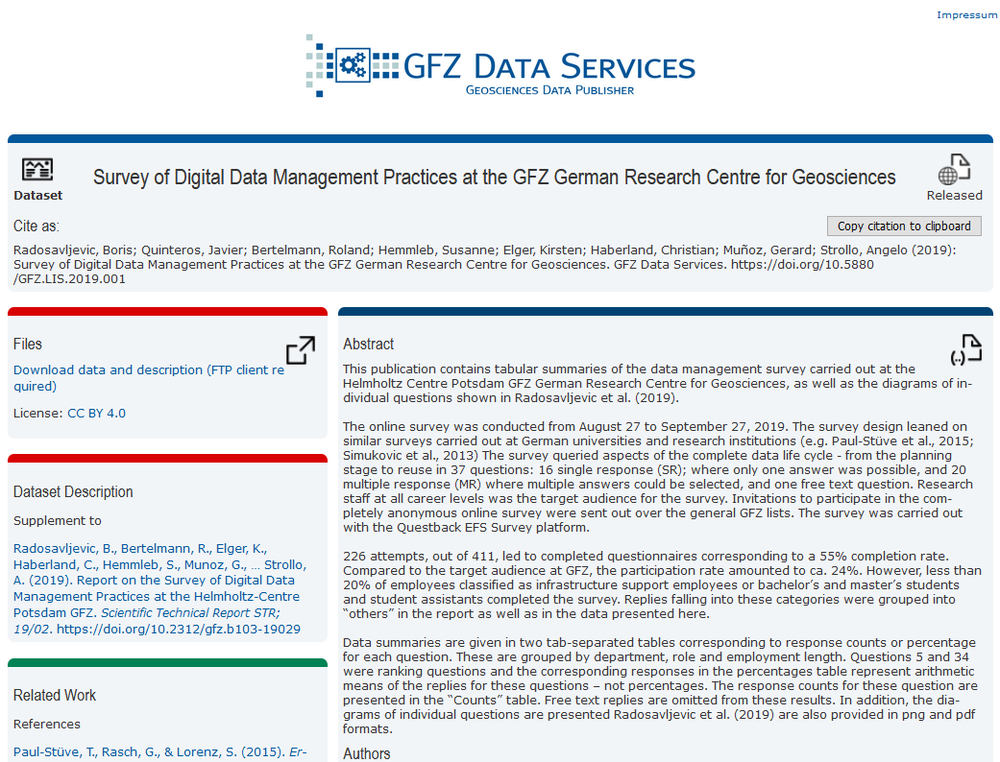 Impressum
GFZ DATA SERVICES
GEOSCIENCES DATA PUBLISHER
Dataset
Survey of Digital Data Management Practices at the GFZ German Research Centre for Geosciences
Released
Cite as:
Copy citation to clipboard
Radosavljevic, Boris; Quinteros, Javier; Bertelmann, Roland; Hemmleb, Susanne; Elger, Kirsten; Haberland, Christian; Muñoz, Gerard; Strollo, Angelo (2019):
Survey of Digital Data Management Practices at the GFZ German Research Centre for Geosciences. GFZ Data Services. https://doi.org/10.5880
/GFZ.LIS.2019.001
Files
Download data and description (FTP client re
quired)
License: CC BY 4.0
Dataset Description
Supplement to
Radosavljevic, B., Bertelmann, R., Elger, K.,
Haberland, C., Hemmleb, S., Munoz, G., … Strollo,
A. (2019). Report on the Survey of Digital Data
Management Practices at the Helmholtz-Centre
Potsdam GFZ. Scientific Technical Report STR;
19/02. https://doi.org/10.2312/gfz.b103-19029
Related Work
References
Paul-Stüve, T., Rasch, G., & Lorenz, S. (2015). Er-
Abstract
This publication contains tabular summaries of the data management survey carried out at the
Helmholtz Centre Potsdam GFZ German Research Centre for Geosciences, as well as the diagrams of in-
dividual questions shown in Radosavljevic et al. (2019).
The online survey was conducted from August 27 to September 27, 2019. The survey design leaned on
similar surveys carried out at German universities and research institutions (e.g. Paul-Stüve et al., 2015;
Simukovic et al., 2013) The survey queried aspects of the complete data life cycle - from the planning
stage to reuse in 37 questions: 16 single response (SR); where only one answer was possible, and 20
multiple response (MR) where multiple answers could be selected, and one free text question. Research
staff at all career levels was the target audience for the survey. Invitations to participate in the com-
pletely anonymous online survey were sent out over the general GFZ lists. The survey was carried out
with the Questback EFS Survey platform.
226 attempts, out of 411, led to completed questionnaires corresponding to a 55% completion rate.
Compared to the target audience at GFZ, the participation rate amounted to ca. 24%. However, less than
20% of employees classified as infrastructure support employees or bachelor´s and master´s students
and student assistants completed the survey. Replies falling into these categories were grouped into
“others” in the report as well as in the data presented here.
Data summaries are given in two tab-separated tables corresponding to response counts or percentage
for each question. These are grouped by department, role and employment length. Questions 5 and 34
were ranking questions and the corresponding responses in the percentages table represent arithmetic
means of the replies for these questions – not percentages. The response counts for these question are
presented in the “Counts” table. Free text replies are omitted from these results. In addition, the dia-
grams of individual questions are presented Radosavljevic et al. (2019) are also provided in png and pdf
formats.
Authors